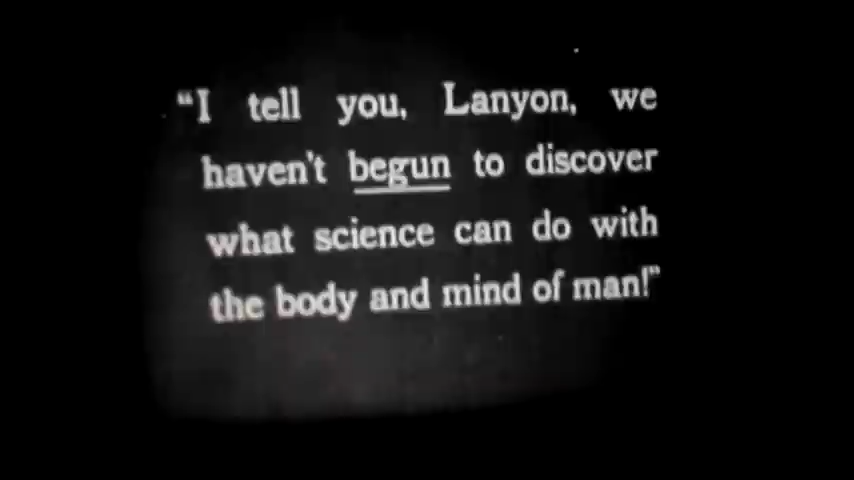 "I tell you, Lanyon, we
haven't begun to discover
what science can do with
the body and mind of man!"